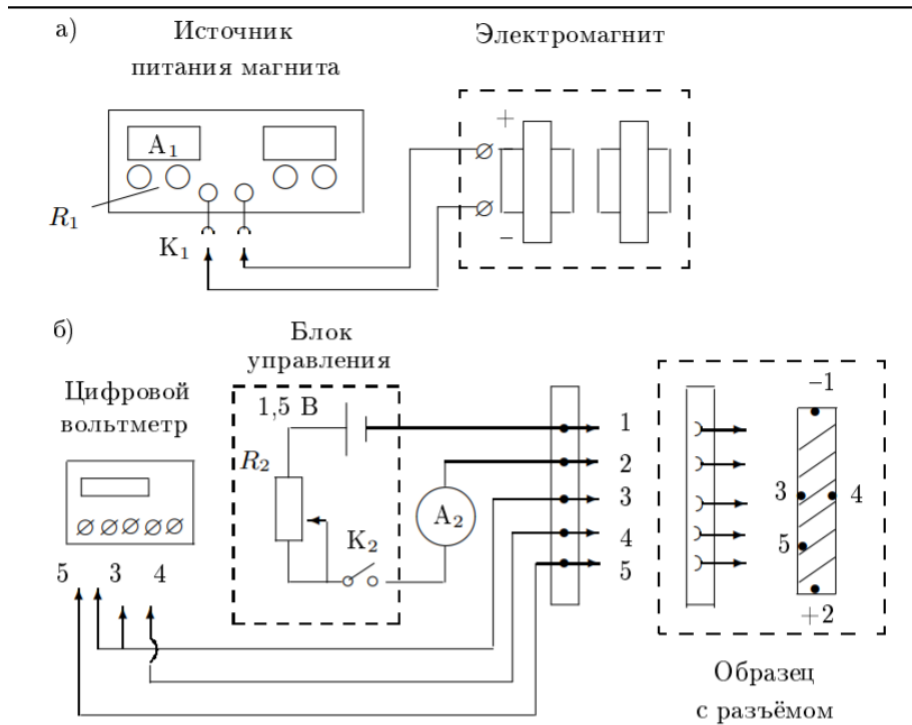 а)
Источник
питания магнита
Электромагнит
A₁
R₁
K₁
+
−
б)
Блок
управления
Цифровой
вольтметр
1,5 В
R₂
K₂
A₂
5 3 4
1
2
3
4
5
−1
3 4
5
+2
Образец
с разъёмом